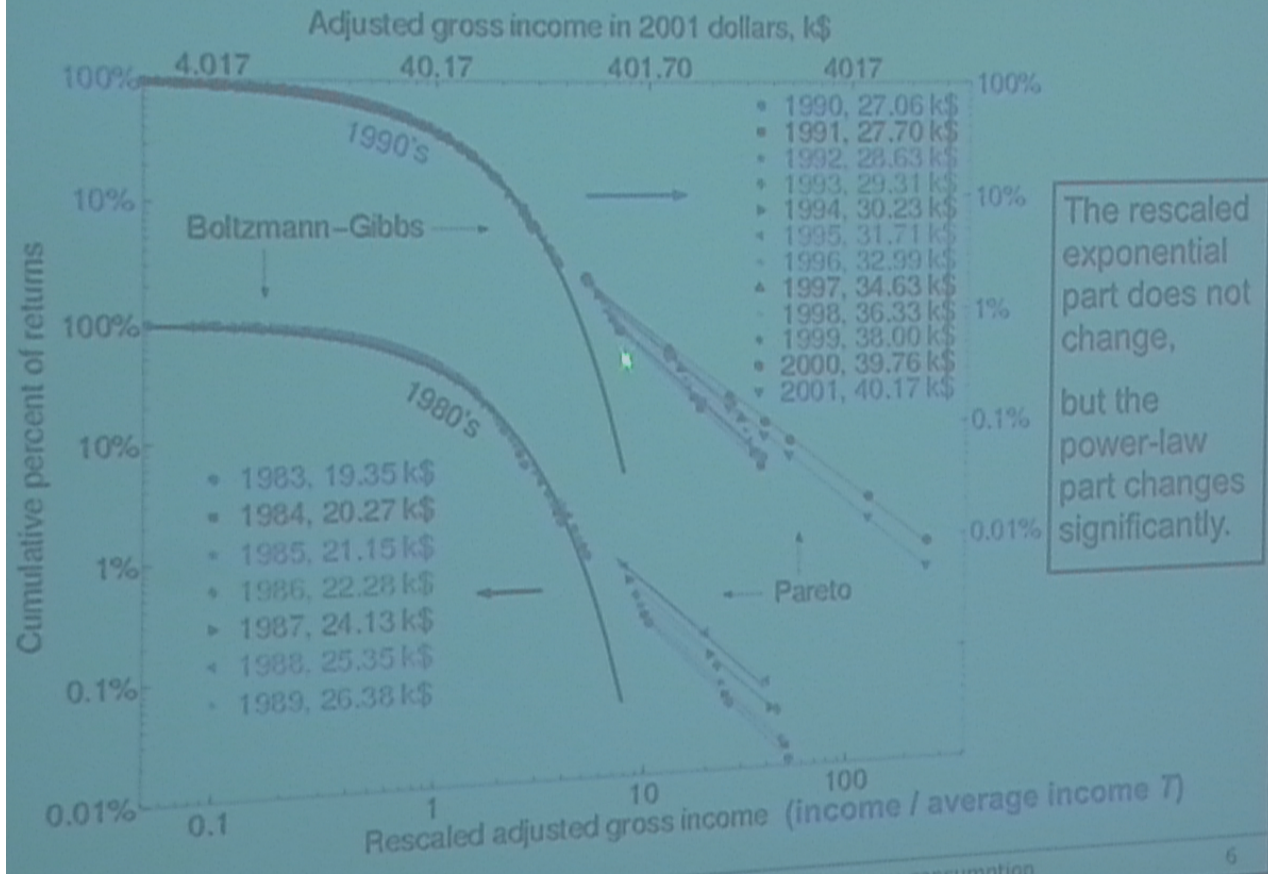 Adjusted gross income in 2001 dollars, k$
4.017 40.17 401.70 4017
100%
10%
100%
10%
1%
0.1%
0.01%
Cumulative percent of returns
1990's
Boltzmann–Gibbs
1980's
1990, 27.06 k$
1991, 27.70 k$
1992, 28.63 k$
1993, 29.31 k$
1994, 30.23 k$
1995, 31.71 k$
1996, 32.99 k$
1997, 34.63 k$
1998, 36.33 k$
1999, 38.00 k$
2000, 39.76 k$
2001, 40.17 k$
100%
10%
1%
0.1%
0.01%
1983, 19.35 k$
1984, 20.27 k$
1985, 21.15 k$
1986, 22.28 k$
1987, 24.13 k$
1988, 25.35 k$
1989, 26.38 k$
Pareto
0.1 1 10 100
Rescaled adjusted gross income (income / average income T)
The rescaled
exponential
part does not
change,
but the
power-law
part changes
significantly.
6